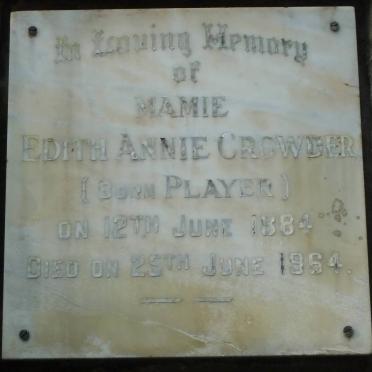 In Loving Memory
of
MAMIE
EDITH ANNIE CROWDER
(BORN PLAYER)
ON 12TH JUNE 1884
DIED ON 25TH JUNE 1964.